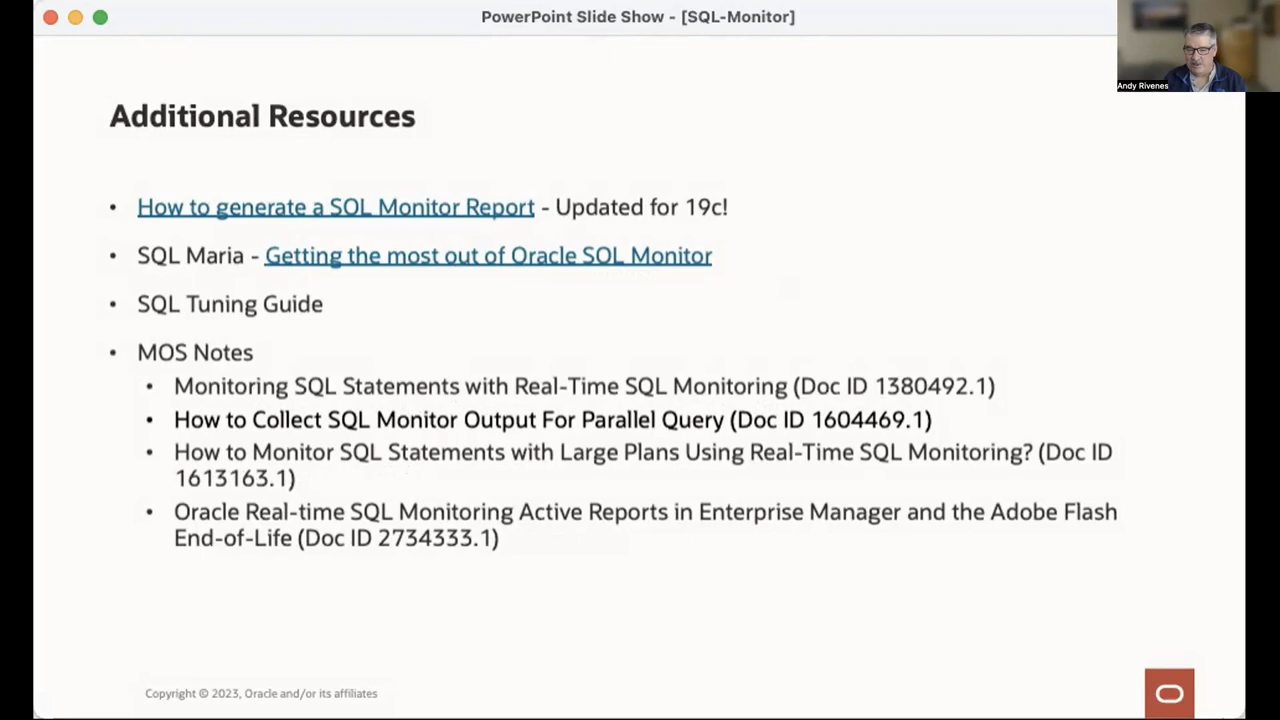 PowerPoint Slide Show - [SQL-Monitor]
Andy Rivenes
Additional Resources
• How to generate a SQL Monitor Report - Updated for 19c!
• SQL Maria - Getting the most out of Oracle SQL Monitor
• SQL Tuning Guide
• MOS Notes
• Monitoring SQL Statements with Real-Time SQL Monitoring (Doc ID 1380492.1)
• How to Collect SQL Monitor Output For Parallel Query (Doc ID 1604469.1)
• How to Monitor SQL Statements with Large Plans Using Real-Time SQL Monitoring? (Doc ID
1613163.1)
• Oracle Real-time SQL Monitoring Active Reports in Enterprise Manager and the Adobe Flash
End-of-Life (Doc ID 2734333.1)
Copyright © 2023, Oracle and/or its affiliates